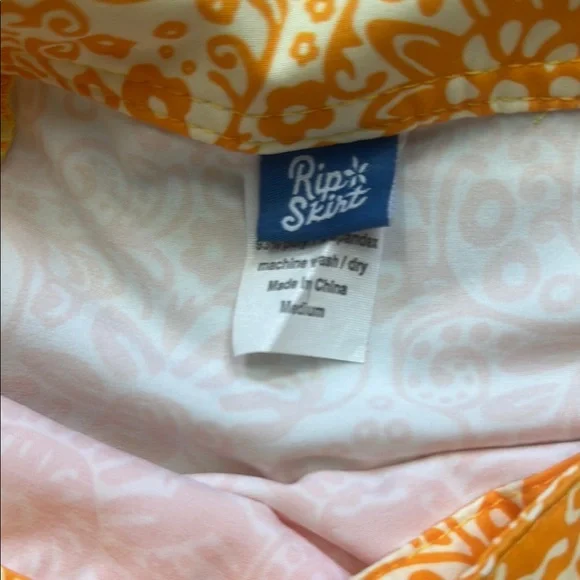 Rip
Skirt
machine wash / dry
Made in China
Medium